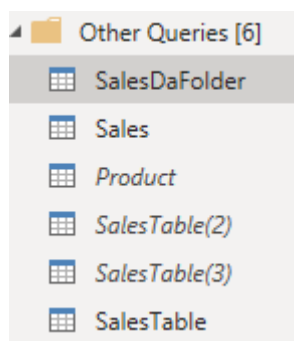 Other Queries [6]
SalesDaFolder
Sales
Product
SalesTable(2)
SalesTable(3)
SalesTable